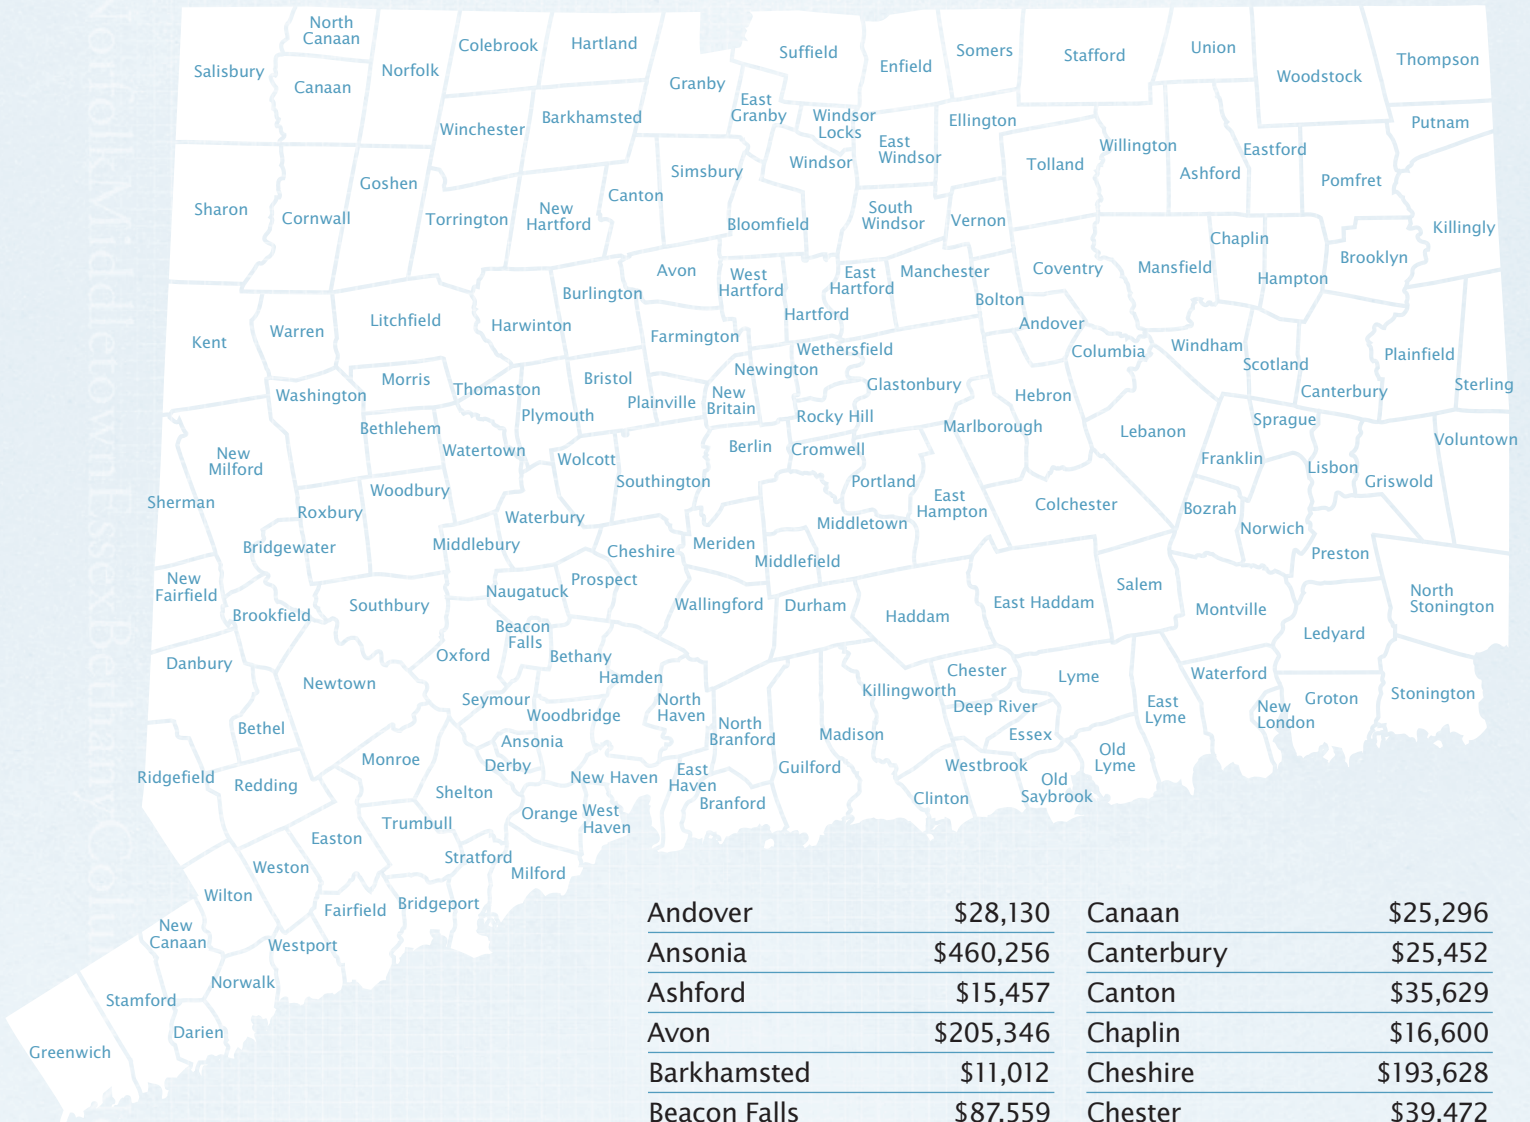 North
Canaan
Colebrook
Hartland
Suffield
Enfield
Somers
Stafford
Union
Woodstock
Thompson
Salisbury
Canaan
Norfolk
Granby
East
Granby
Windsor
Locks
Ellington
Putnam
Winchester
Barkhamsted
East
Windsor
Windsor
Simsbury
Tolland
Willington
Ashford
Eastford
Pomfret
Goshen
Canton
Sharon
Cornwall
Torrington
New
Hartford
Bloomfield
South
Windsor
Vernon
Chaplin
Killingly
Avon
West
Hartford
East
Hartford
Manchester
Coventry
Mansfield
Hampton
Brooklyn
Burlington
Bolton
Hartford
Andover
Kent
Warren
Litchfield
Harwinton
Farmington
Wethersfield
Columbia
Windham
Scotland
Plainfield
Newington
Morris
Thomaston
Bristol
Glastonbury
Sterling
Washington
Plymouth
Plainville
New
Britain
Rocky Hill
Hebron
Canterbury
Bethlehem
Marlborough
Lebanon
Sprague
Voluntown
Watertown
Wolcott
Berlin
Cromwell
Franklin
Lisbon
New
Milford
Southington
Portland
Griswold
Sherman
Roxbury
Woodbury
Waterbury
Middletown
East
Hampton
Colchester
Bozrah
Norwich
Bridgewater
Middlebury
Cheshire
Meriden
Middlefield
Preston
New
Fairfield
Brookfield
Southbury
Naugatuck
Prospect
Wallingford
Durham
Haddam
East Haddam
Salem
Montville
North
Stonington
Beacon
Falls
Ledyard
Danbury
Oxford
Bethany
Newtown
Hamden
Killingworth
Chester
Lyme
Waterford
Stonington
Seymour
Woodbridge
North
Haven
North
Branford
Madison
Deep River
East
Lyme
New
London
Groton
Bethel
Ansonia
Essex
Monroe
Derby
Guilford
Westbrook
Old
Lyme
Ridgefield
Redding
Shelton
New Haven
East
Haven
Branford
Clinton
Old
Saybrook
Trumbull
Orange
West
Haven
Easton
Stratford
Milford
Weston
Wilton
Fairfield
Bridgeport
New
Canaan
Westport
Norwalk
Stamford
Darien
Greenwich
Andover $28,130
Ansonia $460,256
Ashford $15,457
Avon $205,346
Barkhamsted $11,012
Beacon Falls $87,559
Canaan $25,296
Canterbury $25,452
Canton $35,629
Chaplin $16,600
Cheshire $193,628
Chester $39,472